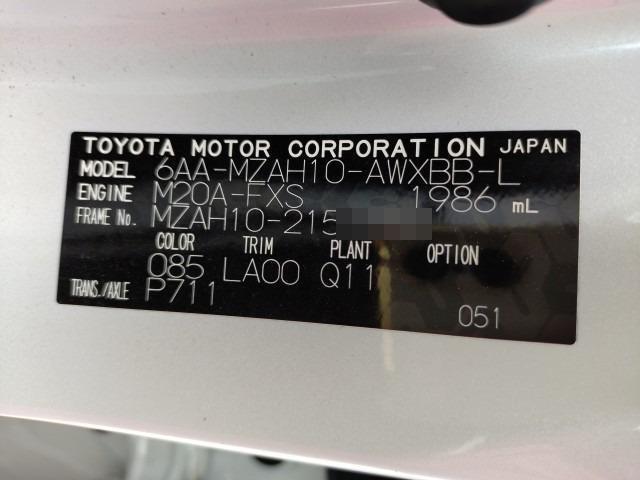 TOYOTA MOTOR CORPORATION JAPAN
MODEL 6AA-MZAH10-AWXBB-L
ENGINE M20A-FXS 1986 mL
FRAME No. MZAH10-215
COLOR TRIM PLANT OPTION
085 LA00 Q11
TRANS./AXLE P711
051